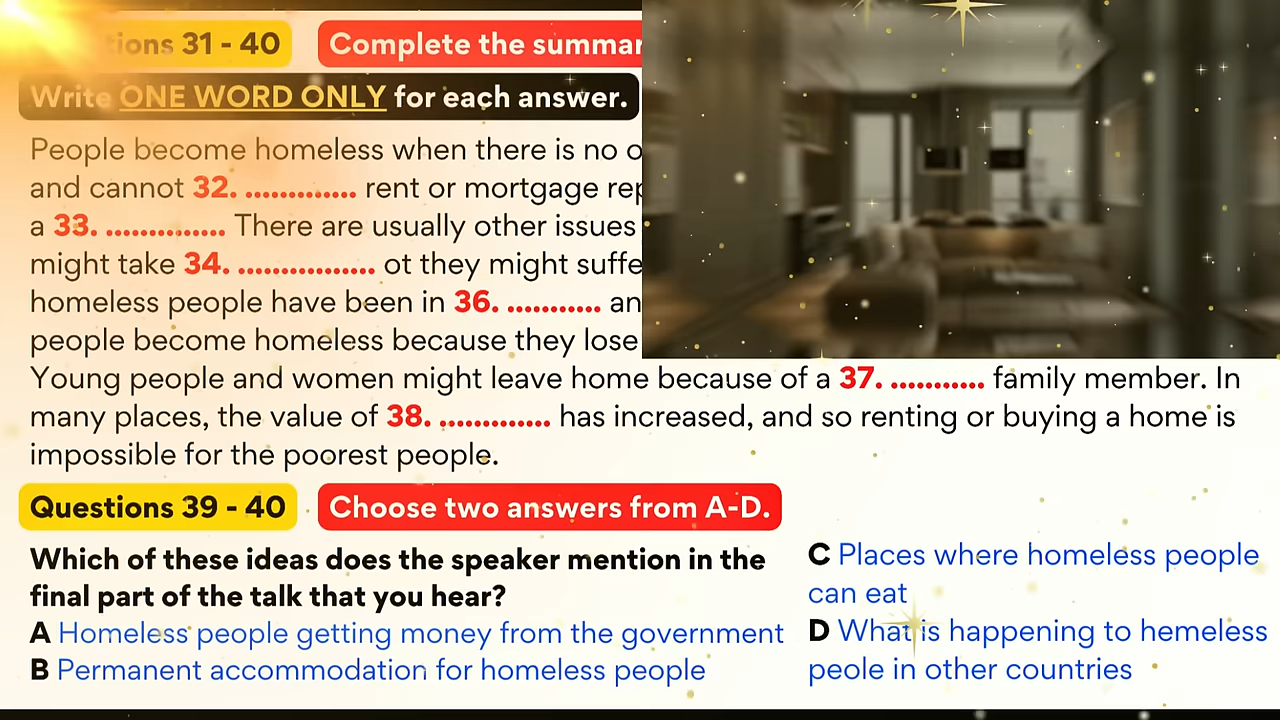 tions 31 - 40 Complete the summar
Write ONE WORD ONLY for each answer.
People become homeless when there is no o
and cannot 32. ............. rent or mortgage rep
a 33. .............. There are usually other issues
might take 34. ................ ot they might suffe
homeless people have been in 36. ........... an
people become homeless because they lose
Young people and women might leave home because of a 37. ........... family member. In
many places, the value of 38. ............. has increased, and so renting or buying a home is
impossible for the poorest people.
Questions 39 - 40 Choose two answers from A-D.
Which of these ideas does the speaker mention in the
final part of the talk that you hear?
A Homeless people getting money from the government
B Permanent accommodation for homeless people
C Places where homeless people
can eat
D What is happening to hemeless
peole in other countries